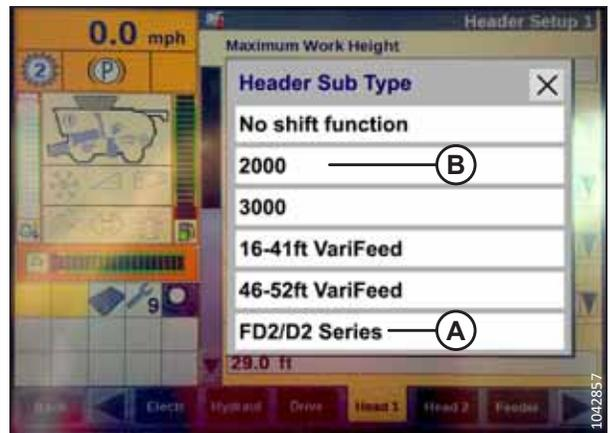 0.0 mph
Header Setup 1
Maximum Work Height
2
P
Header Sub Type
No shift function
2000
B
3000
16-41ft VariFeed
46-52ft VariFeed
9
FD2/D2 Series
A
29.0 ft
Back
Electr
Hydraul
Drive
Head 1
Head 2
Feeder
1042857